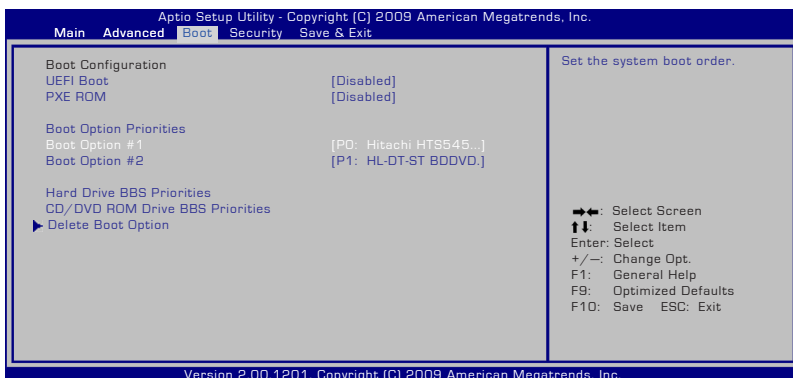 Aptio Setup Utility - Copyright (C) 2009 American Megatrends, Inc.
Main Advanced Boot Security Save & Exit
Boot Configuration
UEFI Boot [Disabled]
PXE ROM [Disabled]
Boot Option Priorities
Boot Option #1 [P0: Hitachi HTS545...]
Boot Option #2 [P1: HL-DT-ST BDDVD.]
Hard Drive BBS Priorities
CD/DVD ROM Drive BBS Priorities
Delete Boot Option
Set the system boot order.
→←: Select Screen
↑↓: Select Item
Enter: Select
+/—: Change Opt.
F1: General Help
F9: Optimized Defaults
F10: Save ESC: Exit
Version 2.00.1201. Copyright (C) 2009 American Megatrends, Inc.